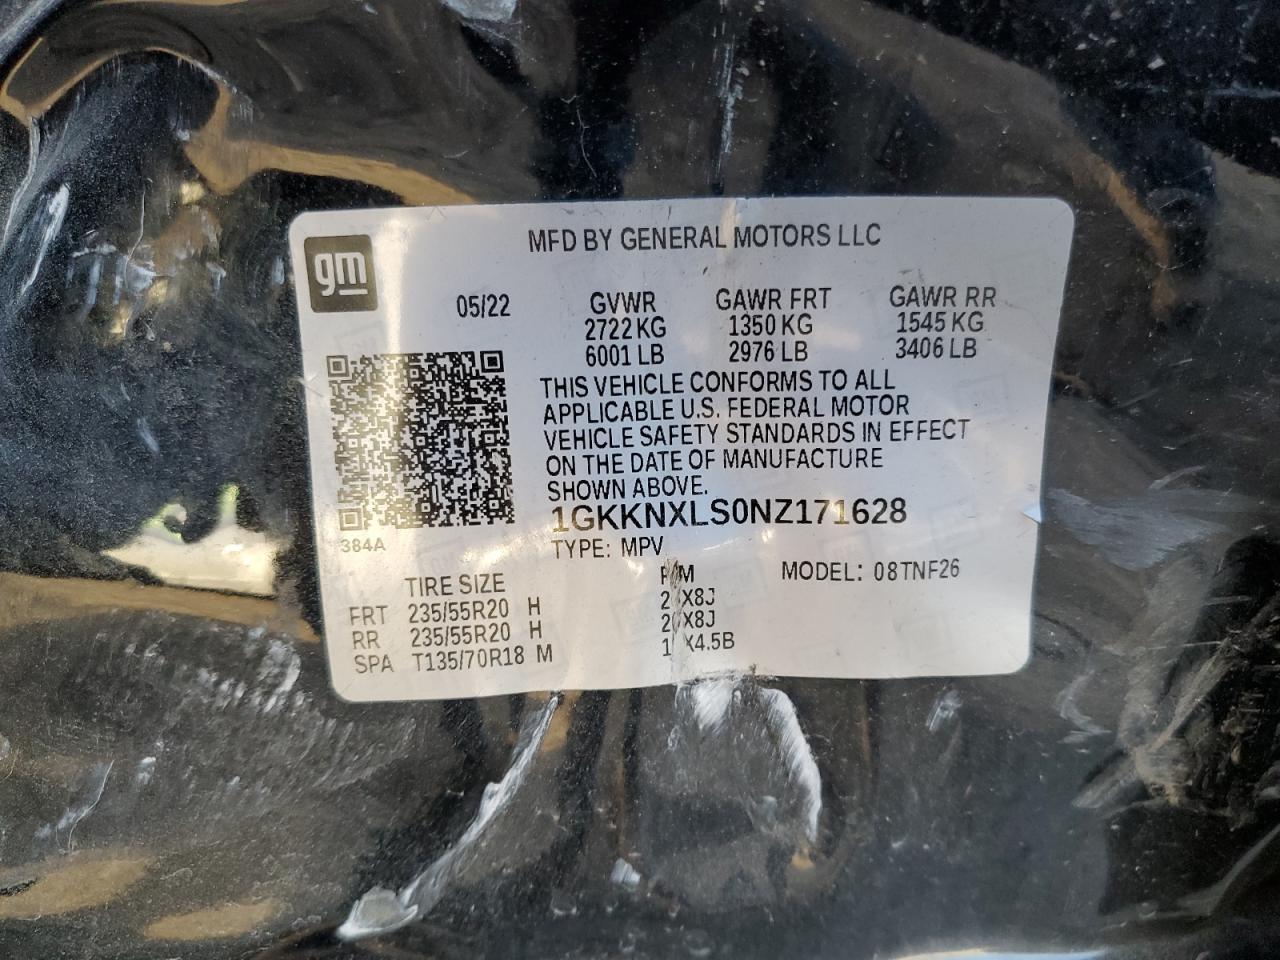 MFD BY GENERAL MOTORS LLC
gm
05/22 GVWR GAWR FRT GAWR RR
2722 KG 1350 KG 1545 KG
6001 LB 2976 LB 3406 LB
THIS VEHICLE CONFORMS TO ALL
APPLICABLE U.S. FEDERAL MOTOR
VEHICLE SAFETY STANDARDS IN EFFECT
ON THE DATE OF MANUFACTURE
SHOWN ABOVE.
1GKKNXLS0NZ171628
384A
TYPE: MPV
MODEL: 08TNF26
TIRE SIZE
FRT 235/55R20 H
RR 235/55R20 H
SPA T135/70R18 M